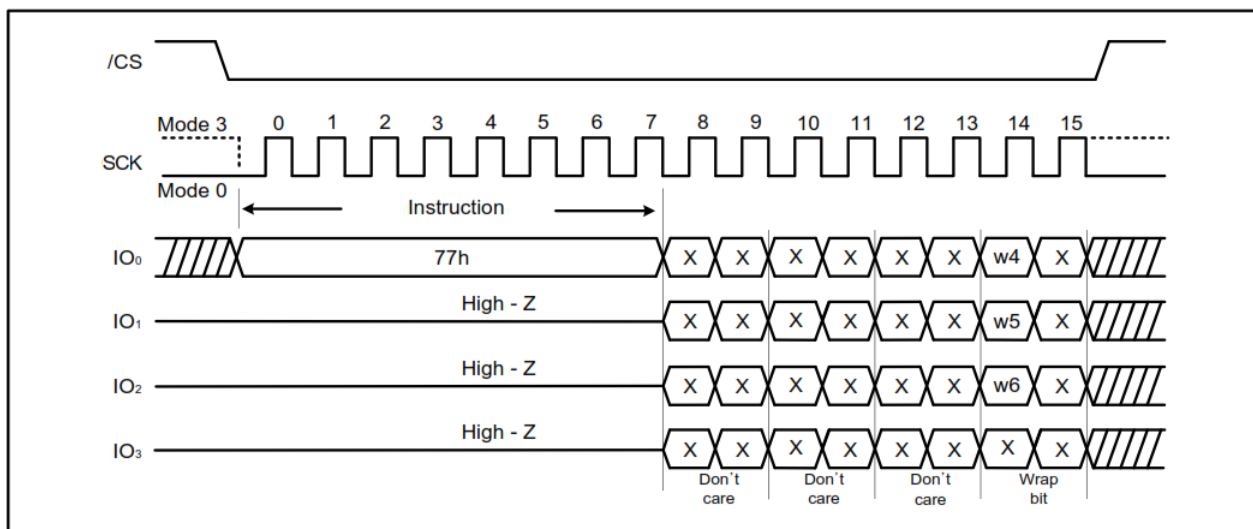 /CS
Mode 3 0 1 2 3 4 5 6 7 8 9 10 11 12 13 14 15
SCK
Mode 0
Instruction
IO₀ 77h X X X X X X w4 X
High - Z
IO₁ X X X X X X w5 X
High - Z
IO₂ X X X X X X w6 X
High - Z
IO₃ X X X X X X X X
Don't Don't Don't Wrap
care care care bit